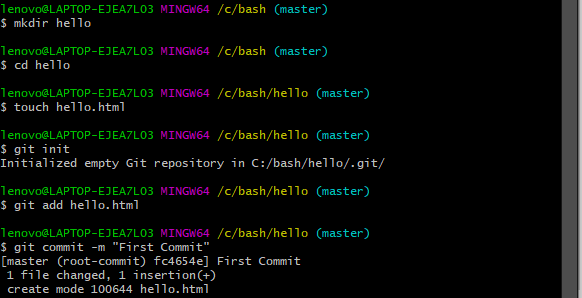 lenovo@LAPTOP-EJEA7L03 MINGW64 /c/bash (master)
$ mkdir hello
lenovo@LAPTOP-EJEA7L03 MINGW64 /c/bash (master)
$ cd hello
lenovo@LAPTOP-EJEA7L03 MINGW64 /c/bash/hello (master)
$ touch hello.html
lenovo@LAPTOP-EJEA7L03 MINGW64 /c/bash/hello (master)
$ git init
Initialized empty Git repository in C:/bash/hello/.git/
lenovo@LAPTOP-EJEA7L03 MINGW64 /c/bash/hello (master)
$ git add hello.html
lenovo@LAPTOP-EJEA7L03 MINGW64 /c/bash/hello (master)
$ git commit -m "First Commit"
[master (root-commit) fc4654e] First Commit
 1 file changed, 1 insertion(+)
 create mode 100644 hello.html